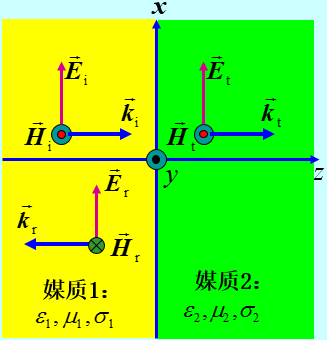 x
E⃗i
E⃗t
k⃗i
k⃗t
H⃗i
H⃗t
y
z
E⃗r
k⃗r
H⃗r
媒质1：
媒质2：
ε₁,μ₁,σ₁
ε₂,μ₂,σ₂